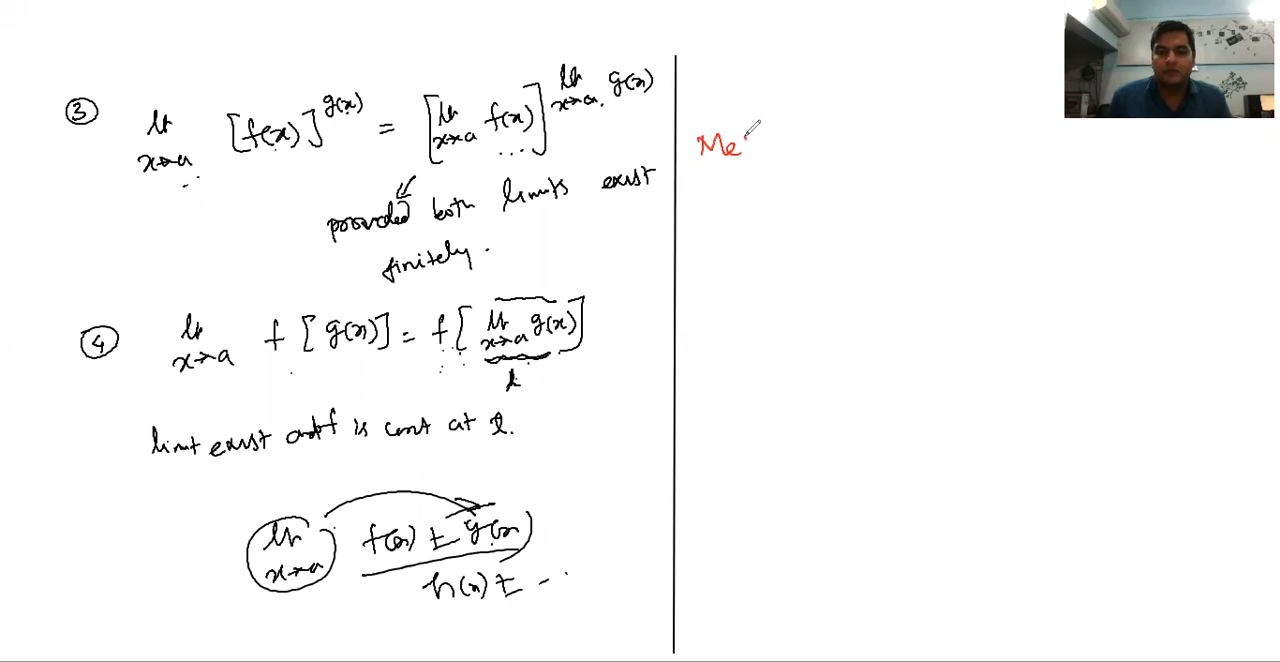 ③ lt x→a [f(x)]^g(x) = [lt x→a f(x)]^lt x→a g(x)
provided both limits exist
finitely.
④ lt x→a f [g(x)] = f [lt x→a g(x)]
l
limit exist and f is cont at l.
lt x→a f(x) ± g(x)
h(x) ± ...
Me